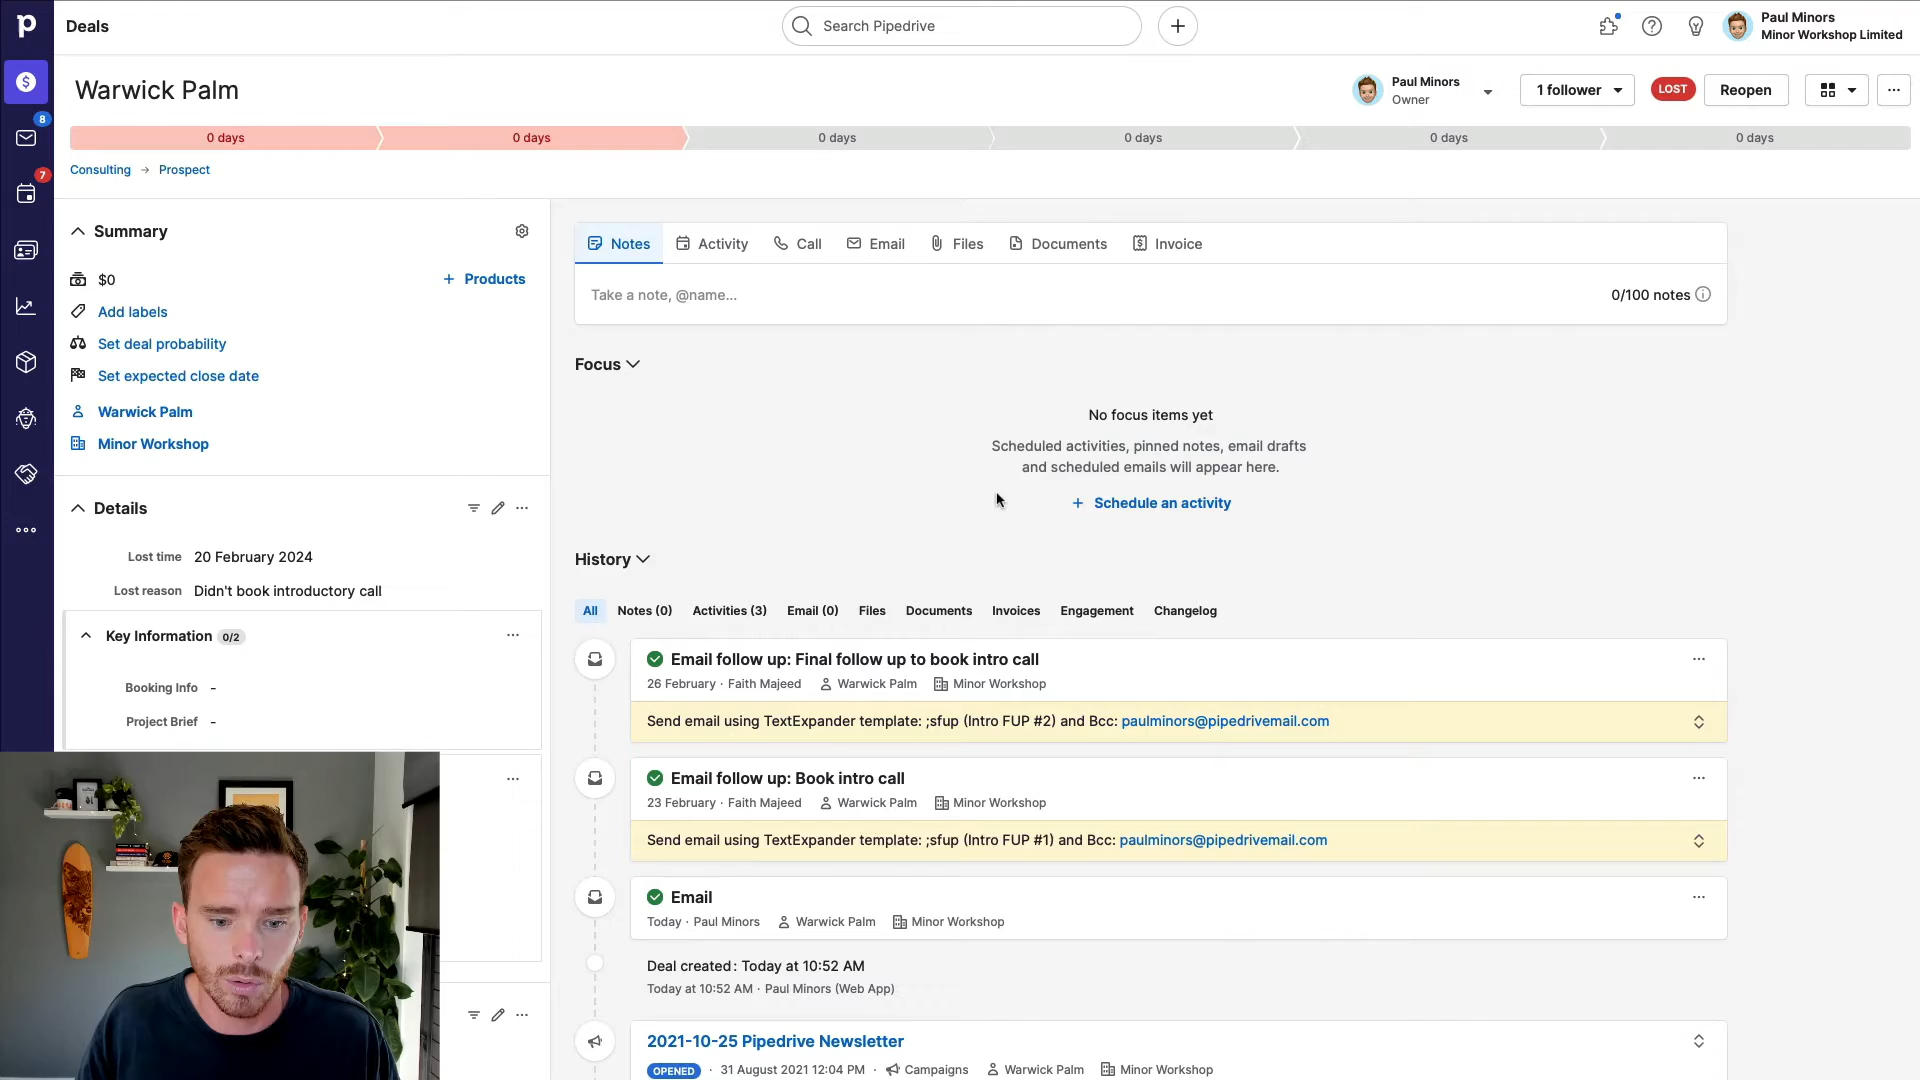 p
Deals
Search Pipedrive
Paul Minors
Minor Workshop Limited
8
7
Warwick Palm
Paul Minors
Owner
1 follower
LOST
Reopen
0 days
0 days
0 days
0 days
0 days
0 days
Consulting → Prospect
Summary
$0
+ Products
Add labels
Set deal probability
Set expected close date
Warwick Palm
Minor Workshop
Details
Lost time 20 February 2024
Lost reason Didn't book introductory call
Key Information 0/2
Booking Info -
Project Brief -
Notes
Activity
Call
Email
Files
Documents
Invoice
Take a note, @name...
0/100 notes
Focus
No focus items yet
Scheduled activities, pinned notes, email drafts
and scheduled emails will appear here.
+ Schedule an activity
History
All
Notes (0)
Activities (3)
Email (0)
Files
Documents
Invoices
Engagement
Changelog
Email follow up: Final follow up to book intro call
26 February · Faith Majeed Warwick Palm Minor Workshop
Send email using TextExpander template: ;sfup (Intro FUP #2) and Bcc: paulminors@pipedrivemail.com
Email follow up: Book intro call
23 February · Faith Majeed Warwick Palm Minor Workshop
Send email using TextExpander template: ;sfup (Intro FUP #1) and Bcc: paulminors@pipedrivemail.com
Email
Today · Paul Minors Warwick Palm Minor Workshop
Deal created: Today at 10:52 AM
Today at 10:52 AM · Paul Minors (Web App)
2021-10-25 Pipedrive Newsletter
OPENED · 31 August 2021 12:04 PM · Campaigns Warwick Palm Minor Workshop